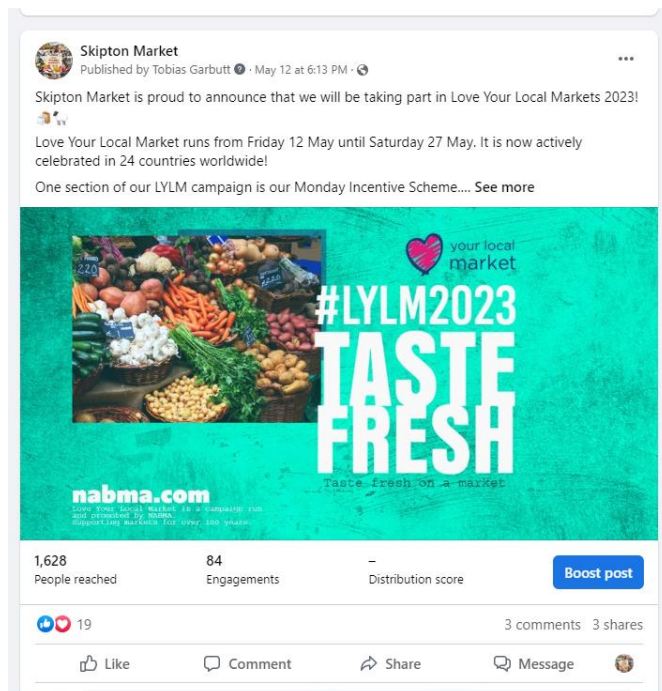 Skipton Market
Published by Tobias Garbutt · May 12 at 6:13 PM ·
Skipton Market is proud to announce that we will be taking part in Love Your Local Markets 2023!
Love Your Local Market runs from Friday 12 May until Saturday 27 May. It is now actively
celebrated in 24 countries worldwide!
One section of our LYLM campaign is our Monday Incentive Scheme.... See more
220
your local
market
#LYLM2023
TASTE
FRESH
Taste fresh on a market
nabma.com
Love Your Local Market is a campaign run
and promoted by NABMA.
supporting markets for over 100 years.
1,628 84 –
People reached Engagements Distribution score
Boost post
19 3 comments 3 shares
Like Comment Share Message